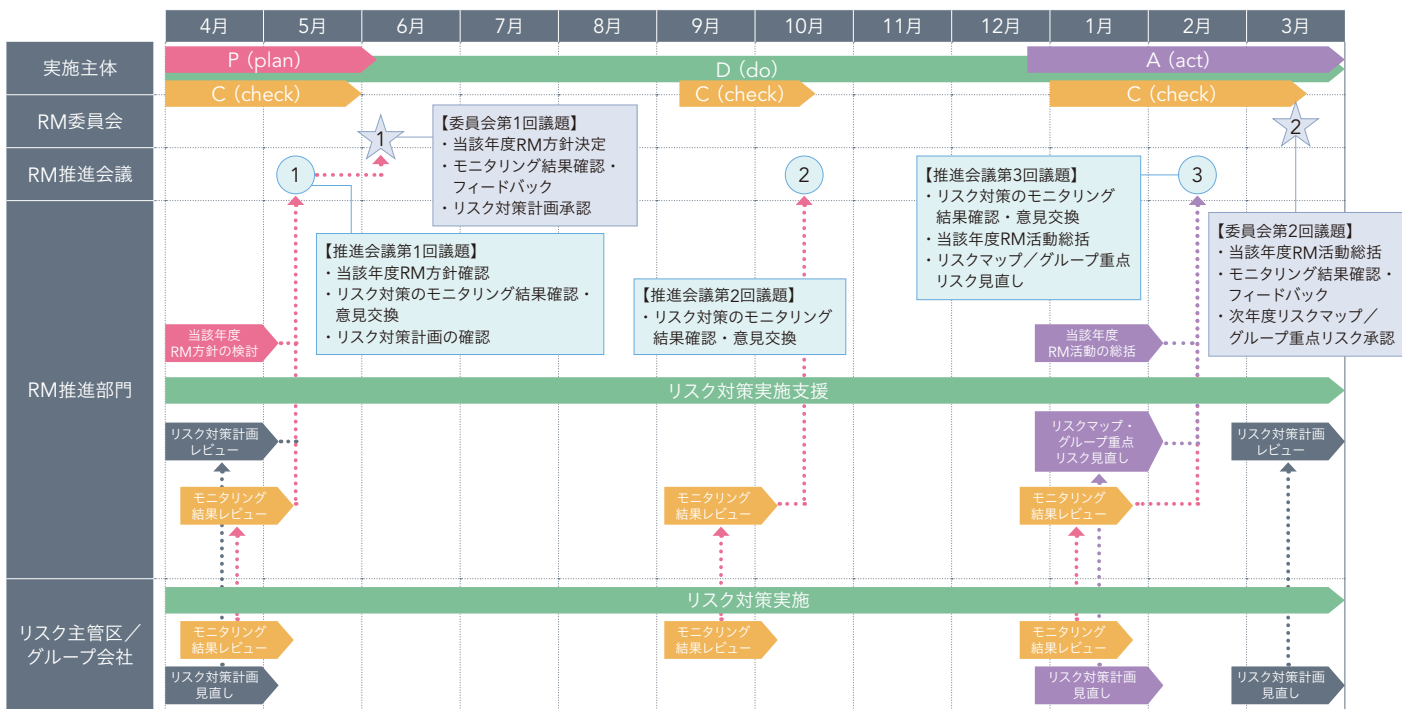 4月 5月 6月 7月 8月 9月 10月 11月 12月 1月 2月 3月
実施主体
P (plan)
D (do)
A (act)
C (check)
C (check)
C (check)
RM委員会
1
【委員会第1回議題】
・当該年度RM方針決定
・モニタリング結果確認・
フィードバック
・リスク対策計画承認
2
RM推進会議
1
2
【推進会議第3回議題】
・リスク対策のモニタリング
結果確認・意見交換
・当該年度RM活動総括
・リスクマップ／グループ重点
リスク見直し
3
【委員会第2回議題】
・当該年度RM活動総括
・モニタリング結果確認・
フィードバック
・次年度リスクマップ／
グループ重点リスク承認
【推進会議第1回議題】
・当該年度RM方針確認
・リスク対策のモニタリング結果確認・
意見交換
・リスク対策計画の確認
【推進会議第2回議題】
・リスク対策のモニタリング
結果確認・意見交換
RM推進部門
当該年度
RM方針の検討
当該年度
RM活動の総括
リスク対策実施支援
リスク対策計画
レビュー
リスクマップ・
グループ重点
リスク見直し
リスク対策計画
レビュー
モニタリング
結果レビュー
モニタリング
結果レビュー
モニタリング
結果レビュー
リスク主管区／
グループ会社
リスク対策実施
モニタリング
結果レビュー
モニタリング
結果レビュー
モニタリング
結果レビュー
リスク対策計画
見直し
リスク対策計画
見直し
リスク対策計画
見直し